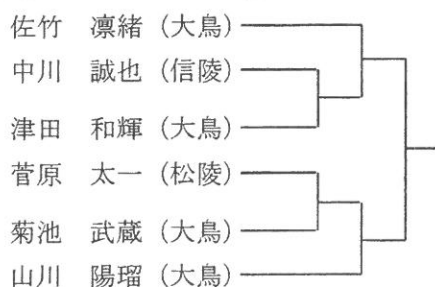 佐竹　凛緒（大鳥）
中川　誠也（信陵）
津田　和輝（大鳥）
菅原　太一（松陵）
菊池　武蔵（大鳥）
山川　陽瑠（大鳥）